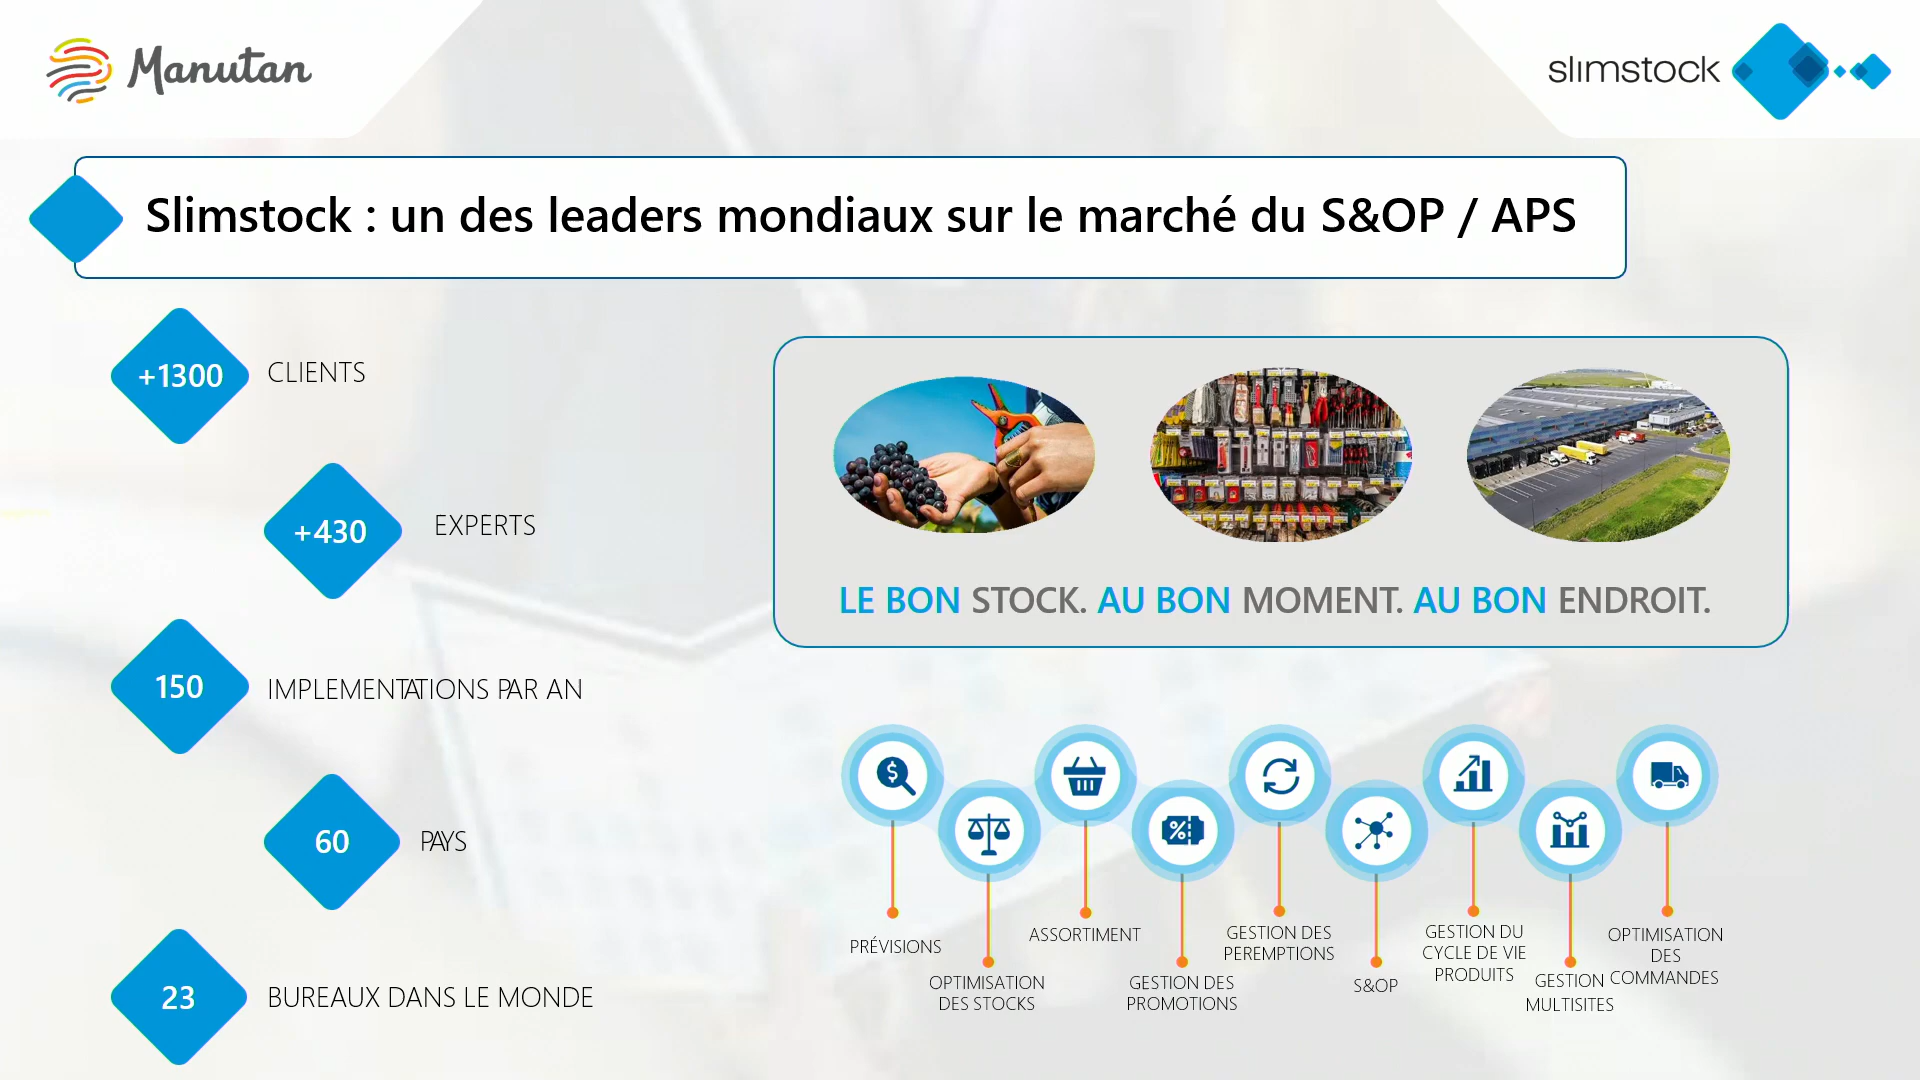 Manutan
slimstock
Slimstock : un des leaders mondiaux sur le marché du S&OP / APS
+1300 CLIENTS
+430 EXPERTS
150 IMPLEMENTATIONS PAR AN
60 PAYS
23 BUREAUX DANS LE MONDE
LE BON STOCK. AU BON MOMENT. AU BON ENDROIT.
PRÉVISIONS
OPTIMISATION
DES STOCKS
ASSORTIMENT
GESTION DES
PROMOTIONS
GESTION DES
PEREMPTIONS
S&OP
GESTION DU
CYCLE DE VIE
PRODUITS
GESTION
MULTISITES
OPTIMISATION
DES
COMMANDES